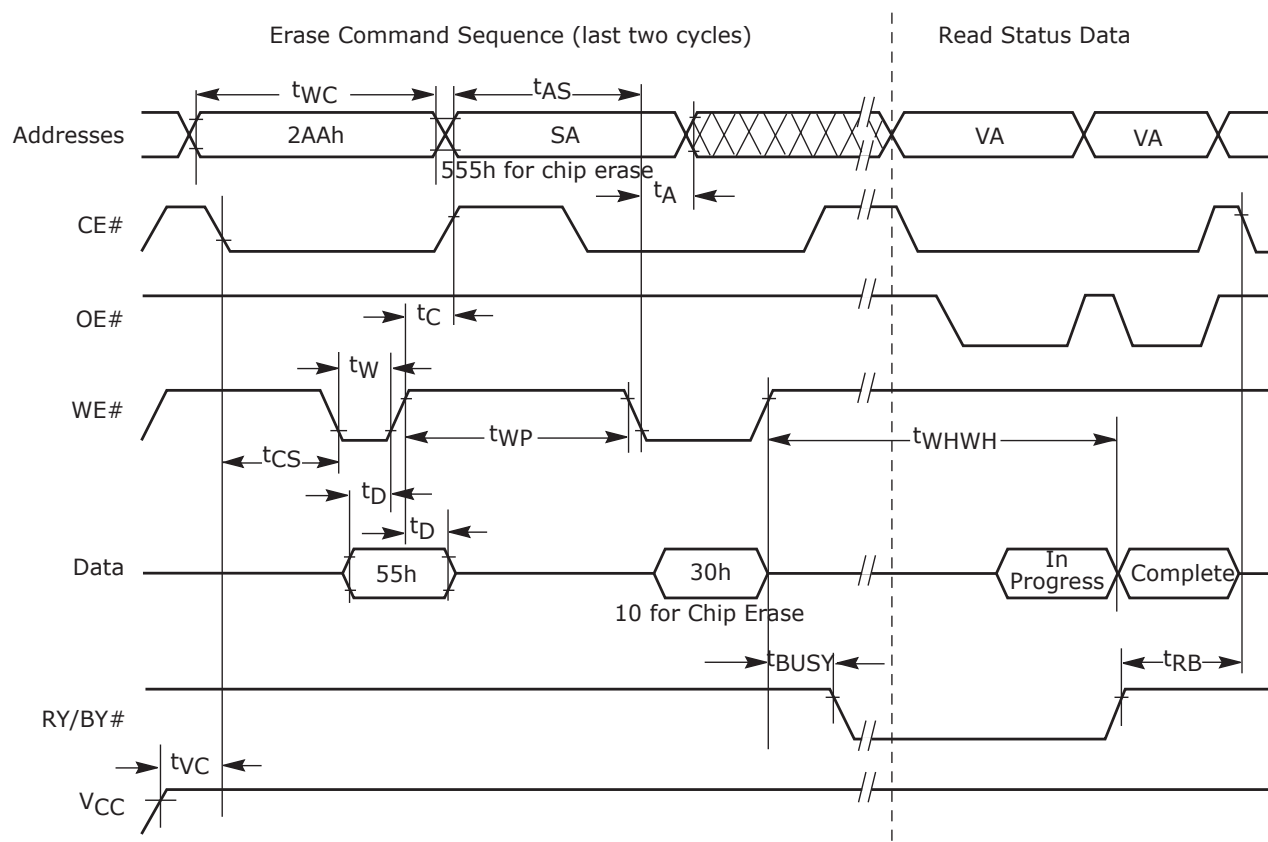 Erase Command Sequence (last two cycles)
Read Status Data
tWC
tAS
Addresses
2AAh
SA
VA
VA
555h for chip erase
tA
CE#
tC
OE#
tW
WE#
tWP
tWHWH
tCS
tD
tD
Data
55h
30h
In
Progress
Complete
10 for Chip Erase
tBUSY
tRB
RY/BY#
tVC
VCC